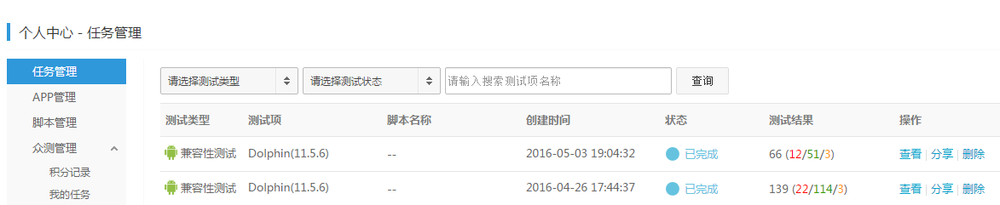 个人中心 - 任务管理
任务管理
APP管理
脚本管理
众测管理
积分记录
我的任务
请选择测试类型 请选择测试状态 请输入搜索测试项名称 查询
测试类型 测试项 脚本名称 创建时间 状态 测试结果 操作
兼容性测试 Dolphin(11.5.6) -- 2016-05-03 19:04:32 已完成 66 (12/51/3) 查看 | 分享 | 删除
兼容性测试 Dolphin(11.5.6) -- 2016-04-26 17:44:37 已完成 139 (22/114/3) 查看 | 分享 | 删除